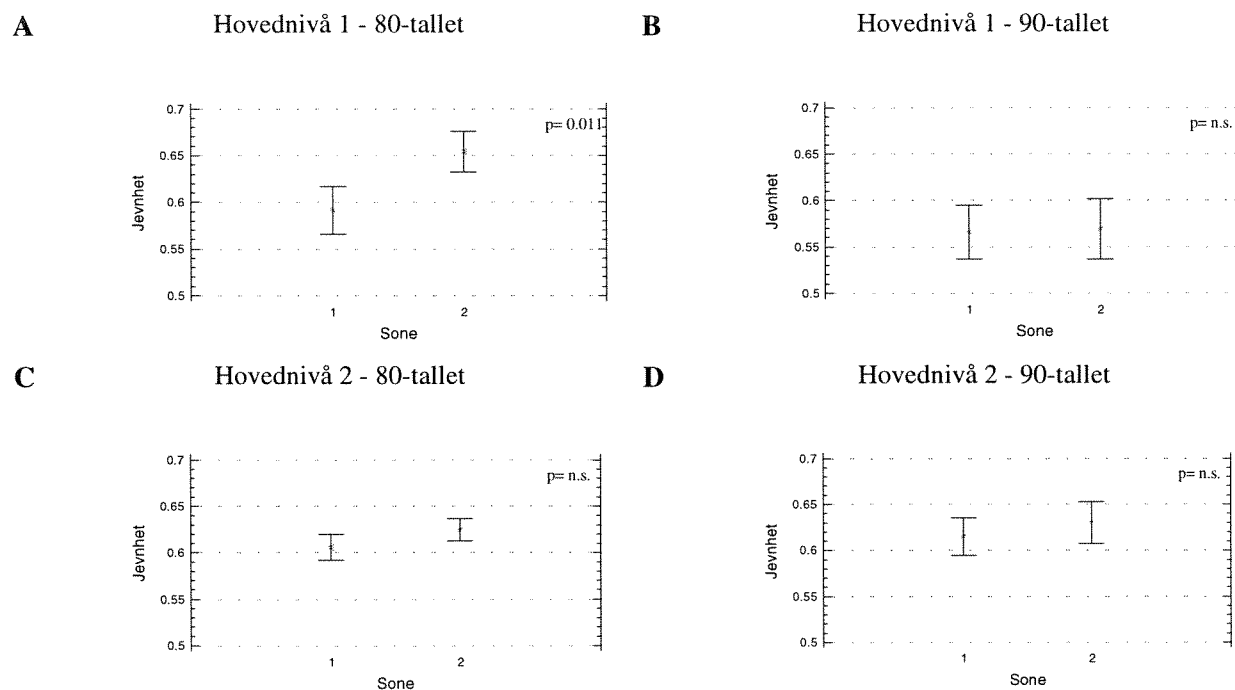 A
Hovednivå 1 - 80-tallet
0.7
0.65
0.6
0.55
0.5
Jevnhet
p= 0.011
1
2
Sone
B
Hovednivå 1 - 90-tallet
0.7
0.65
0.6
0.55
0.5
Jevnhet
p= n.s.
1
2
Sone
C
Hovednivå 2 - 80-tallet
0.7
0.65
0.6
0.55
0.5
Jevnhet
p= n.s.
1
2
Sone
D
Hovednivå 2 - 90-tallet
0.7
0.65
0.6
0.55
0.5
Jevnhet
p= n.s.
1
2
Sone